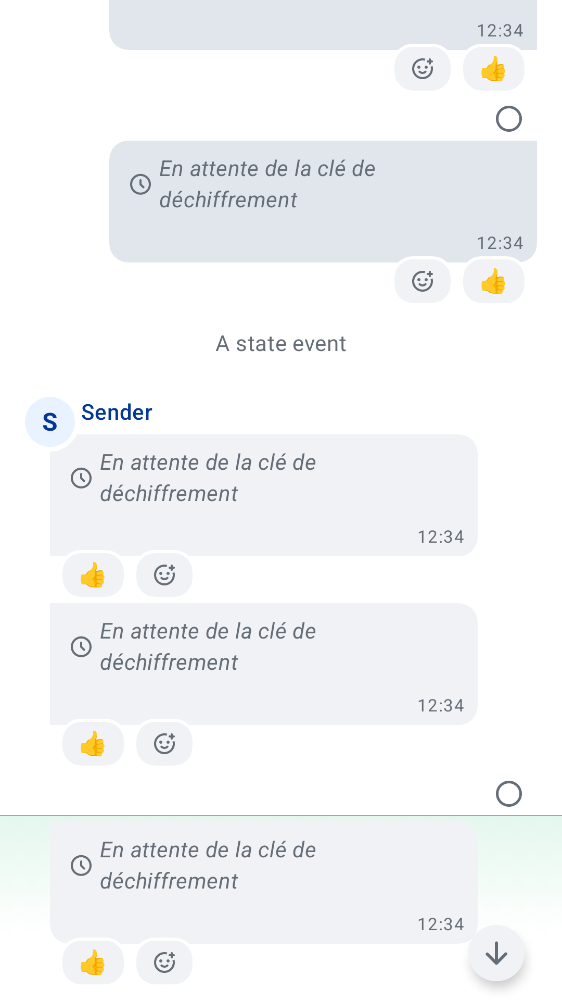 12:34
En attente de la clé de
déchiffrement
12:34
A state event
S
Sender
En attente de la clé de
déchiffrement
12:34
En attente de la clé de
déchiffrement
12:34
En attente de la clé de
déchiffrement
12:34